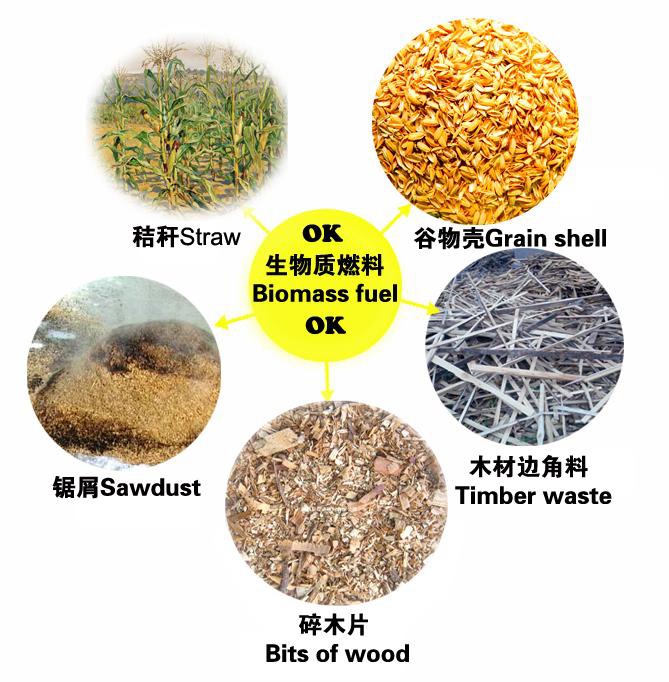 秸秆Straw
谷物壳Grain shell
OK
生物质燃料
Biomass fuel
OK
锯屑Sawdust
木材边角料
Timber waste
碎木片
Bits of wood